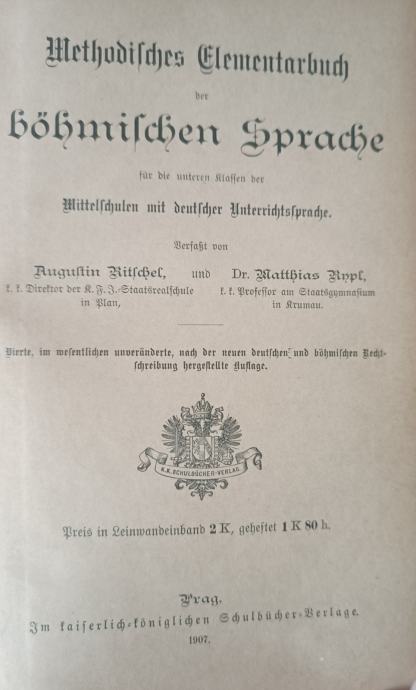 Methodiſches Elementarbuch
der
böhmiſchen Sprache
für die unteren Klaſſen der
Mittelſchulen mit deutſcher Unterrichtsſprache.
Verfaßt von
Auguſtin Ritſchel, und Dr. Matthias Rypl,
k. k. Direktor der K. F. J.-Staatsrealſchule k. k. Profeſſor am Staatsgymnaſium
in Plan, in Krumau.
Vierte, im weſentlichen unveränderte, nach der neuen deutſchen und böhmiſchen Recht-
ſchreibung hergeſtellte Auflage.
K.K. SCHULBÜCHER-VERLAG.
Preis in Leinwandeinband 2 K, geheftet 1 K 80 h.
Prag.
Im kaiſerlich-königlichen Schulbücher-Verlage.
1907.